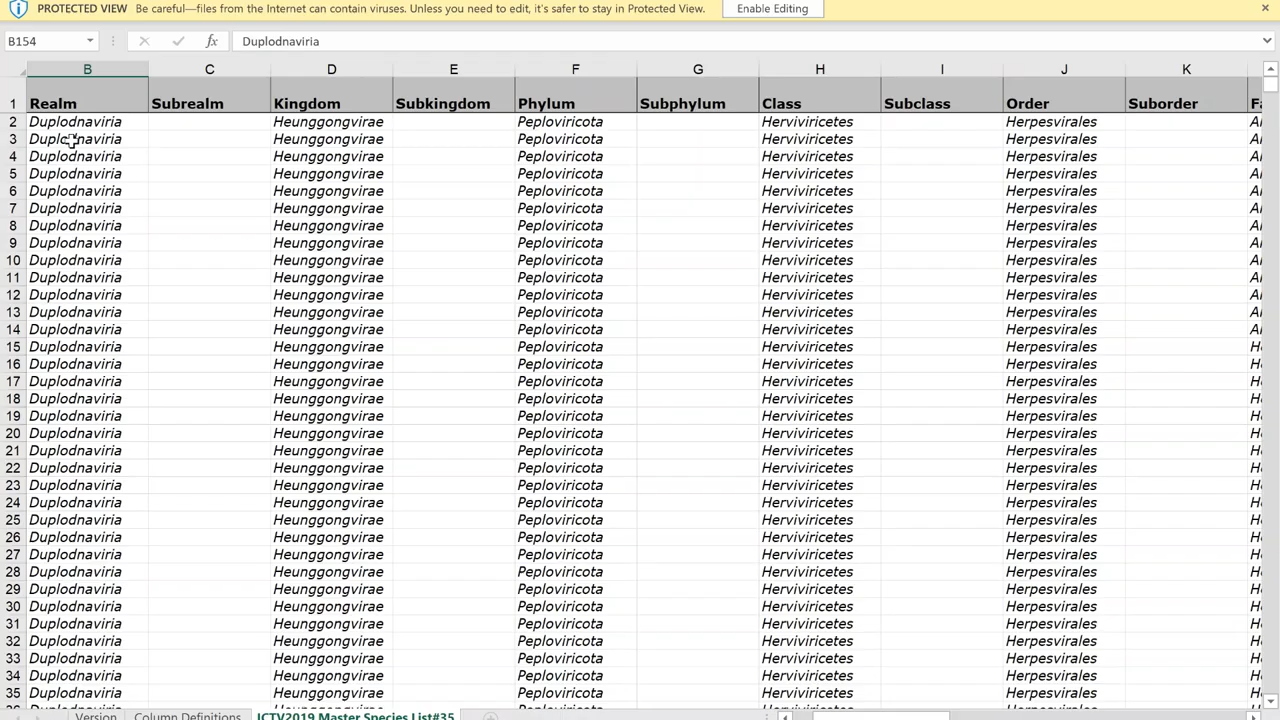 PROTECTED VIEW Be careful—files from the Internet can contain viruses. Unless you need to edit, it's safer to stay in Protected View. Enable Editing
B154 fx Duplodnaviria
B C D E F G H I J K
1 Realm Subrealm Kingdom Subkingdom Phylum Subphylum Class Subclass Order Suborder
2 Duplodnaviria Heunggongvirae Peploviricota Herviviricetes Herpesvirales
3 Duplodnaviria Heunggongvirae Peploviricota Herviviricetes Herpesvirales
4 Duplodnaviria Heunggongvirae Peploviricota Herviviricetes Herpesvirales
5 Duplodnaviria Heunggongvirae Peploviricota Herviviricetes Herpesvirales
6 Duplodnaviria Heunggongvirae Peploviricota Herviviricetes Herpesvirales
7 Duplodnaviria Heunggongvirae Peploviricota Herviviricetes Herpesvirales
8 Duplodnaviria Heunggongvirae Peploviricota Herviviricetes Herpesvirales
9 Duplodnaviria Heunggongvirae Peploviricota Herviviricetes Herpesvirales
10 Duplodnaviria Heunggongvirae Peploviricota Herviviricetes Herpesvirales
11 Duplodnaviria Heunggongvirae Peploviricota Herviviricetes Herpesvirales
12 Duplodnaviria Heunggongvirae Peploviricota Herviviricetes Herpesvirales
13 Duplodnaviria Heunggongvirae Peploviricota Herviviricetes Herpesvirales
14 Duplodnaviria Heunggongvirae Peploviricota Herviviricetes Herpesvirales
15 Duplodnaviria Heunggongvirae Peploviricota Herviviricetes Herpesvirales
16 Duplodnaviria Heunggongvirae Peploviricota Herviviricetes Herpesvirales
17 Duplodnaviria Heunggongvirae Peploviricota Herviviricetes Herpesvirales
18 Duplodnaviria Heunggongvirae Peploviricota Herviviricetes Herpesvirales
19 Duplodnaviria Heunggongvirae Peploviricota Herviviricetes Herpesvirales
20 Duplodnaviria Heunggongvirae Peploviricota Herviviricetes Herpesvirales
21 Duplodnaviria Heunggongvirae Peploviricota Herviviricetes Herpesvirales
22 Duplodnaviria Heunggongvirae Peploviricota Herviviricetes Herpesvirales
23 Duplodnaviria Heunggongvirae Peploviricota Herviviricetes Herpesvirales
24 Duplodnaviria Heunggongvirae Peploviricota Herviviricetes Herpesvirales
25 Duplodnaviria Heunggongvirae Peploviricota Herviviricetes Herpesvirales
26 Duplodnaviria Heunggongvirae Peploviricota Herviviricetes Herpesvirales
27 Duplodnaviria Heunggongvirae Peploviricota Herviviricetes Herpesvirales
28 Duplodnaviria Heunggongvirae Peploviricota Herviviricetes Herpesvirales
29 Duplodnaviria Heunggongvirae Peploviricota Herviviricetes Herpesvirales
30 Duplodnaviria Heunggongvirae Peploviricota Herviviricetes Herpesvirales
31 Duplodnaviria Heunggongvirae Peploviricota Herviviricetes Herpesvirales
32 Duplodnaviria Heunggongvirae Peploviricota Herviviricetes Herpesvirales
33 Duplodnaviria Heunggongvirae Peploviricota Herviviricetes Herpesvirales
34 Duplodnaviria Heunggongvirae Peploviricota Herviviricetes Herpesvirales
35 Duplodnaviria Heunggongvirae Peploviricota Herviviricetes Herpesvirales
Version Column Definitions ICTV2019 Master Species List#35